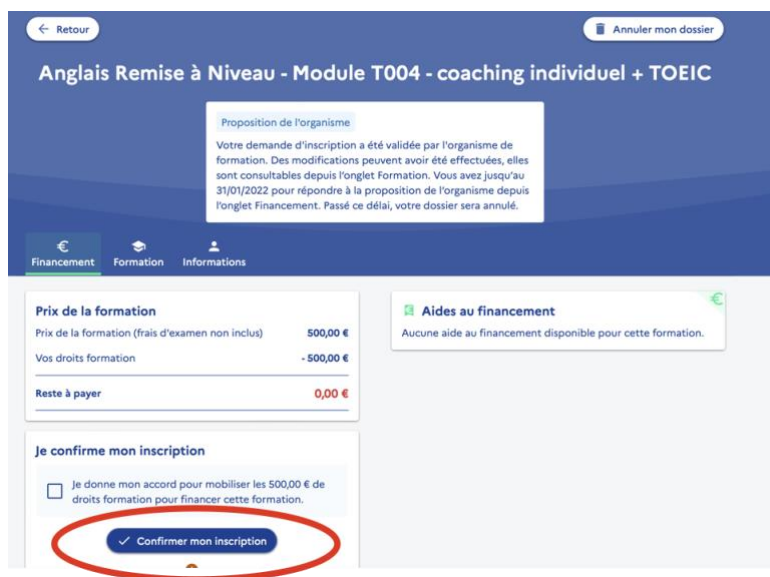 Retour
Annuler mon dossier
Anglais Remise à Niveau - Module T004 - coaching individuel + TOEIC
Proposition de l'organisme
Votre demande d'inscription a été validée par l'organisme de
formation. Des modifications peuvent avoir été effectuées, elles
sont consultables depuis l'onglet Formation. Vous avez jusqu'au
31/01/2022 pour répondre à la proposition de l'organisme depuis
l'onglet Financement. Passé ce délai, votre dossier sera annulé.
Financement Formation Informations
Prix de la formation
Prix de la formation (frais d'examen non inclus) 500,00 €
Vos droits formation - 500,00 €
Reste à payer 0,00 €
Aides au financement
Aucune aide au financement disponible pour cette formation.
Je confirme mon inscription
Je donne mon accord pour mobiliser les 500,00 € de
droits formation pour financer cette formation.
Confirmer mon inscription